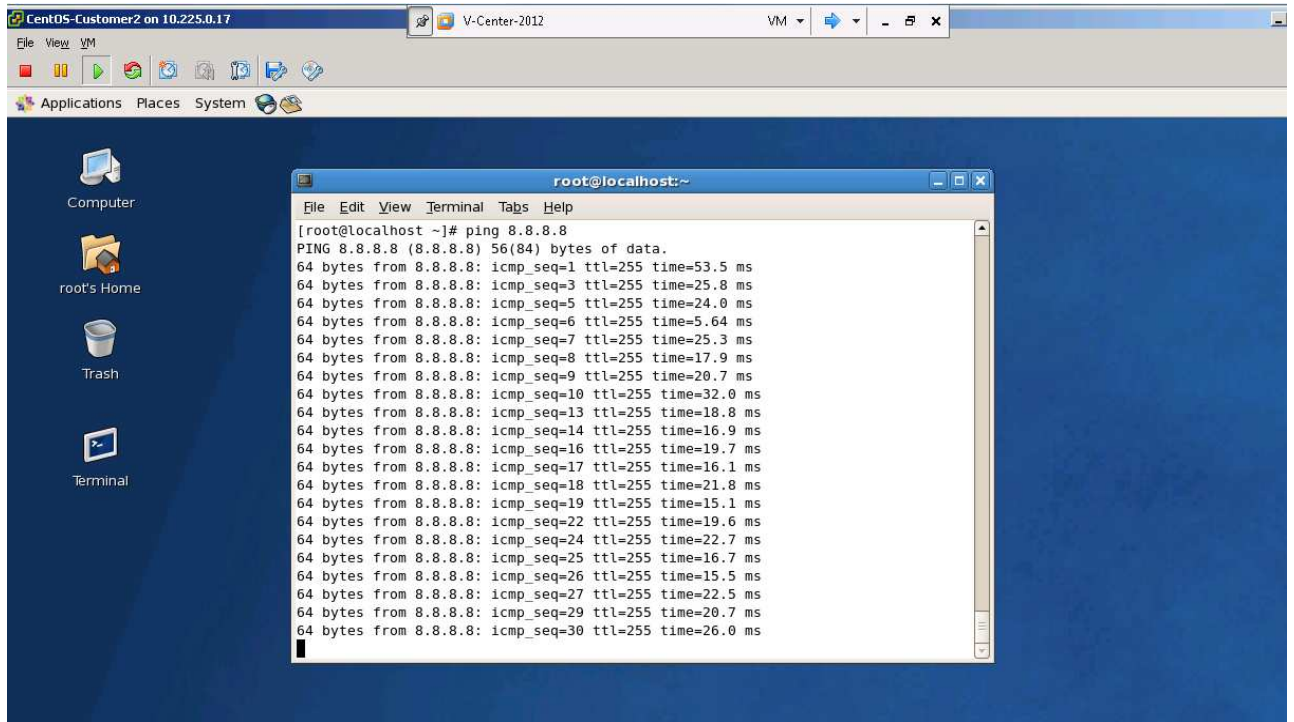 CentOS-Customer2 on 10.225.0.17
V-Center-2012
VM
File View VM
Applications Places System
Computer
root's Home
Trash
Terminal
root@localhost:~
File Edit View Terminal Tabs Help
[root@localhost ~]# ping 8.8.8.8
PING 8.8.8.8 (8.8.8.8) 56(84) bytes of data.
64 bytes from 8.8.8.8: icmp_seq=1 ttl=255 time=53.5 ms
64 bytes from 8.8.8.8: icmp_seq=3 ttl=255 time=25.8 ms
64 bytes from 8.8.8.8: icmp_seq=5 ttl=255 time=24.0 ms
64 bytes from 8.8.8.8: icmp_seq=6 ttl=255 time=5.64 ms
64 bytes from 8.8.8.8: icmp_seq=7 ttl=255 time=25.3 ms
64 bytes from 8.8.8.8: icmp_seq=8 ttl=255 time=17.9 ms
64 bytes from 8.8.8.8: icmp_seq=9 ttl=255 time=20.7 ms
64 bytes from 8.8.8.8: icmp_seq=10 ttl=255 time=32.0 ms
64 bytes from 8.8.8.8: icmp_seq=13 ttl=255 time=18.8 ms
64 bytes from 8.8.8.8: icmp_seq=14 ttl=255 time=16.9 ms
64 bytes from 8.8.8.8: icmp_seq=16 ttl=255 time=19.7 ms
64 bytes from 8.8.8.8: icmp_seq=17 ttl=255 time=16.1 ms
64 bytes from 8.8.8.8: icmp_seq=18 ttl=255 time=21.8 ms
64 bytes from 8.8.8.8: icmp_seq=19 ttl=255 time=15.1 ms
64 bytes from 8.8.8.8: icmp_seq=22 ttl=255 time=19.6 ms
64 bytes from 8.8.8.8: icmp_seq=24 ttl=255 time=22.7 ms
64 bytes from 8.8.8.8: icmp_seq=25 ttl=255 time=16.7 ms
64 bytes from 8.8.8.8: icmp_seq=26 ttl=255 time=15.5 ms
64 bytes from 8.8.8.8: icmp_seq=27 ttl=255 time=22.5 ms
64 bytes from 8.8.8.8: icmp_seq=29 ttl=255 time=20.7 ms
64 bytes from 8.8.8.8: icmp_seq=30 ttl=255 time=26.0 ms